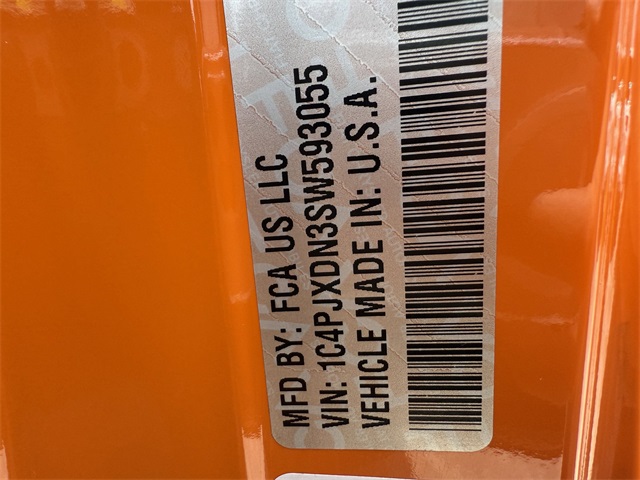 MFD BY: FCA US LLC
VIN: 1C4PJXDN3SW593055
VEHICLE MADE IN: U.S.A.